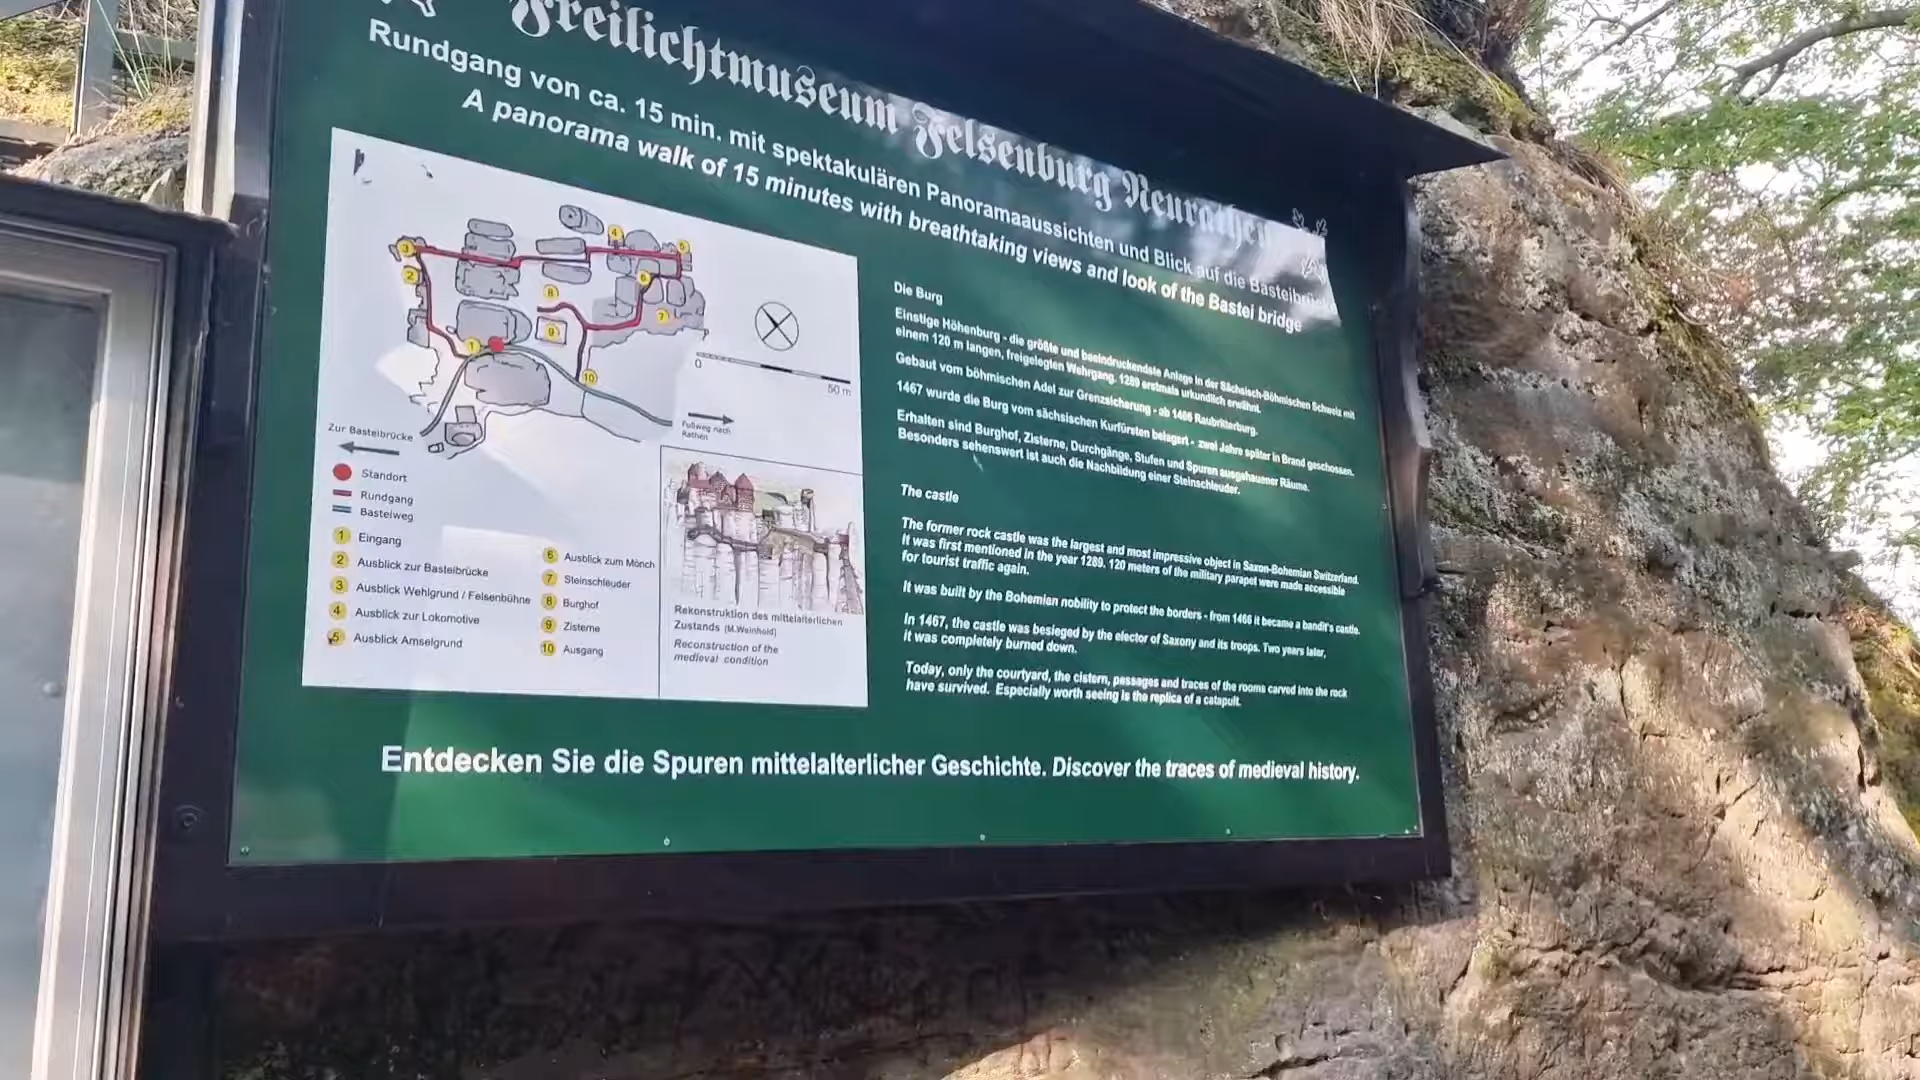 Freilichtmuseum Felsenburg Neurathen
Rundgang von ca. 15 min. mit spektakulären Panoramaaussichten und Blick auf die Basteibrücke
A panorama walk of 15 minutes with breathtaking views and look of the Bastei bridge
3
4
5
2
6
8
7
9
1
10
0
50 m
Zur Basteibrücke
Fußweg nach
Rathen
Standort
Rundgang
Basteiweg
1 Eingang
2 Ausblick zur Basteibrücke
3 Ausblick Wehlgrund / Felsenbühne
4 Ausblick zur Lokomotive
5 Ausblick Amselgrund
6 Ausblick zum Mönch
7 Steinschleuder
8 Burghof
9 Zisterne
10 Ausgang
Rekonstruktion des mittelalterlichen
Zustands (M.Weinhold)
Reconstruction of the
medieval condition
Die Burg
Einstige Höhenburg - die größte und beeindruckendste Anlage in der Sächsisch-Böhmischen Schweiz mit
einem 120 m langen, freigelegten Wehrgang. 1289 erstmals urkundlich erwähnt.
Gebaut vom böhmischen Adel zur Grenzsicherung - ab 1466 Raubritterburg.
1467 wurde die Burg vom sächsischen Kurfürsten belagert - zwei Jahre später in Brand geschossen.
Erhalten sind Burghof, Zisterne, Durchgänge, Stufen und Spuren ausgehauener Räume.
Besonders sehenswert ist auch die Nachbildung einer Steinschleuder.
The castle
The former rock castle was the largest and most impressive object in Saxon-Bohemian Switzerland.
It was first mentioned in the year 1289. 120 meters of the military parapet were made accessible
for tourist traffic again.
It was built by the Bohemian nobility to protect the borders - from 1466 it became a bandit's castle.
In 1467, the castle was besieged by the elector of Saxony and its troops. Two years later,
it was completely burned down.
Today, only the courtyard, the cistern, passages and traces of the rooms carved into the rock
have survived. Especially worth seeing is the replica of a catapult.
Entdecken Sie die Spuren mittelalterlicher Geschichte. Discover the traces of medieval history.